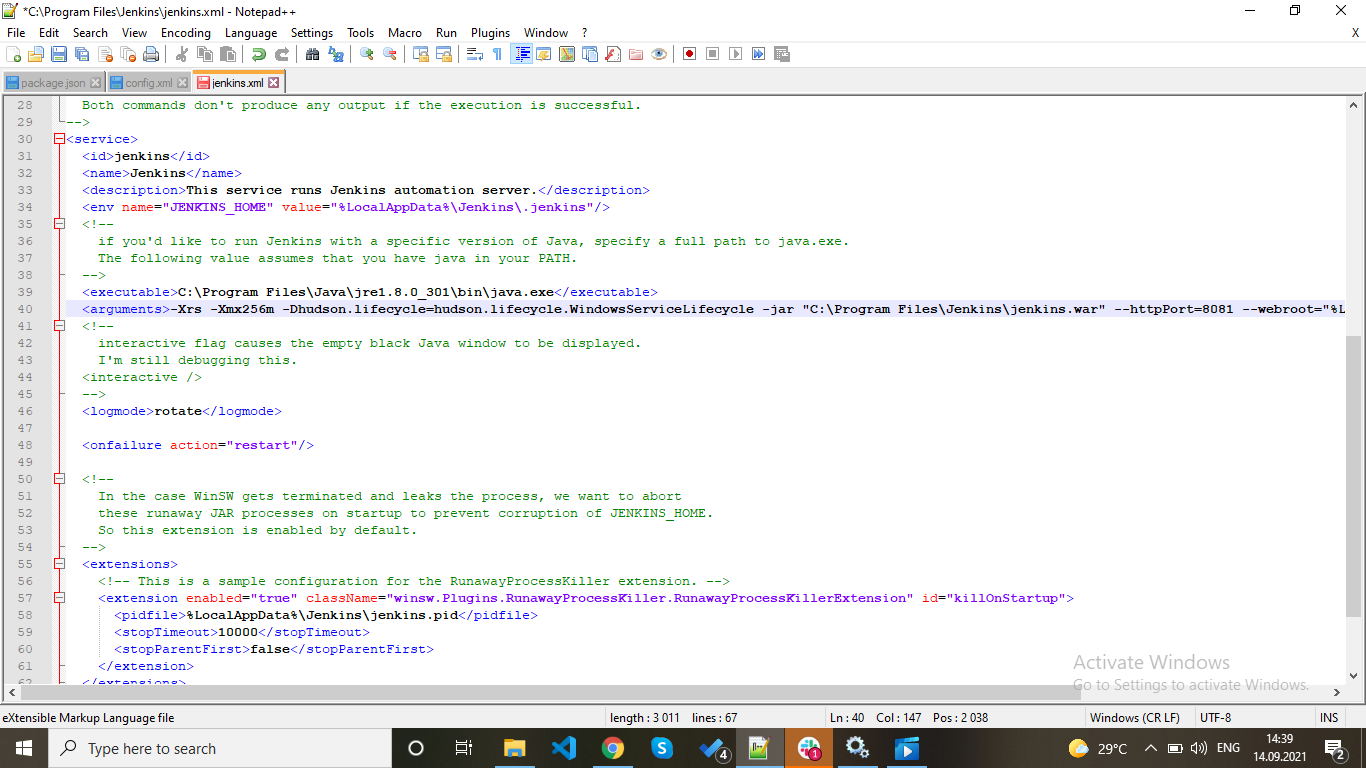 *C:\Program Files\Jenkins\jenkins.xml - Notepad++
File Edit Search View Encoding Language Settings Tools Macro Run Plugins Window ? X
package.json config.xml jenkins.xml
28 Both commands don't produce any output if the execution is successful.
29 -->
30 <service>
31 <id>jenkins</id>
32 <name>Jenkins</name>
33 <description>This service runs Jenkins automation server.</description>
34 <env name="JENKINS_HOME" value="%LocalAppData%\Jenkins\.jenkins"/>
35 <!--
36 if you'd like to run Jenkins with a specific version of Java, specify a full path to java.exe.
37 The following value assumes that you have java in your PATH.
38 -->
39 <executable>C:\Program Files\Java\jre1.8.0_301\bin\java.exe</executable>
40 <arguments>-Xrs -Xmx256m -Dhudson.lifecycle=hudson.lifecycle.WindowsServiceLifecycle -jar "C:\Program Files\Jenkins\jenkins.war" --httpPort=8081 --webroot="%L
41 <!--
42 interactive flag causes the empty black Java window to be displayed.
43 I'm still debugging this.
44 <interactive />
45 -->
46 <logmode>rotate</logmode>
47
48 <onfailure action="restart"/>
49
50 <!--
51 In the case WinSW gets terminated and leaks the process, we want to abort
52 these runaway JAR processes on startup to prevent corruption of JENKINS_HOME.
53 So this extension is enabled by default.
54 -->
55 <extensions>
56 <!-- This is a sample configuration for the RunawayProcessKiller extension. -->
57 <extension enabled="true" className="winsw.Plugins.RunawayProcessKiller.RunawayProcessKillerExtension" id="killOnStartup">
58 <pidfile>%LocalAppData%\Jenkins\jenkins.pid</pidfile>
59 <stopTimeout>10000</stopTimeout>
60 <stopParentFirst>false</stopParentFirst>
61 </extension>
62 </extensions>
Activate Windows
Go to Settings to activate Windows.
eXtensible Markup Language file length : 3 011 lines : 67 Ln : 40 Col : 147 Pos : 2 038 Windows (CR LF) UTF-8 INS
Type here to search 4 1 29°C ENG 14:39 2
14.09.2021